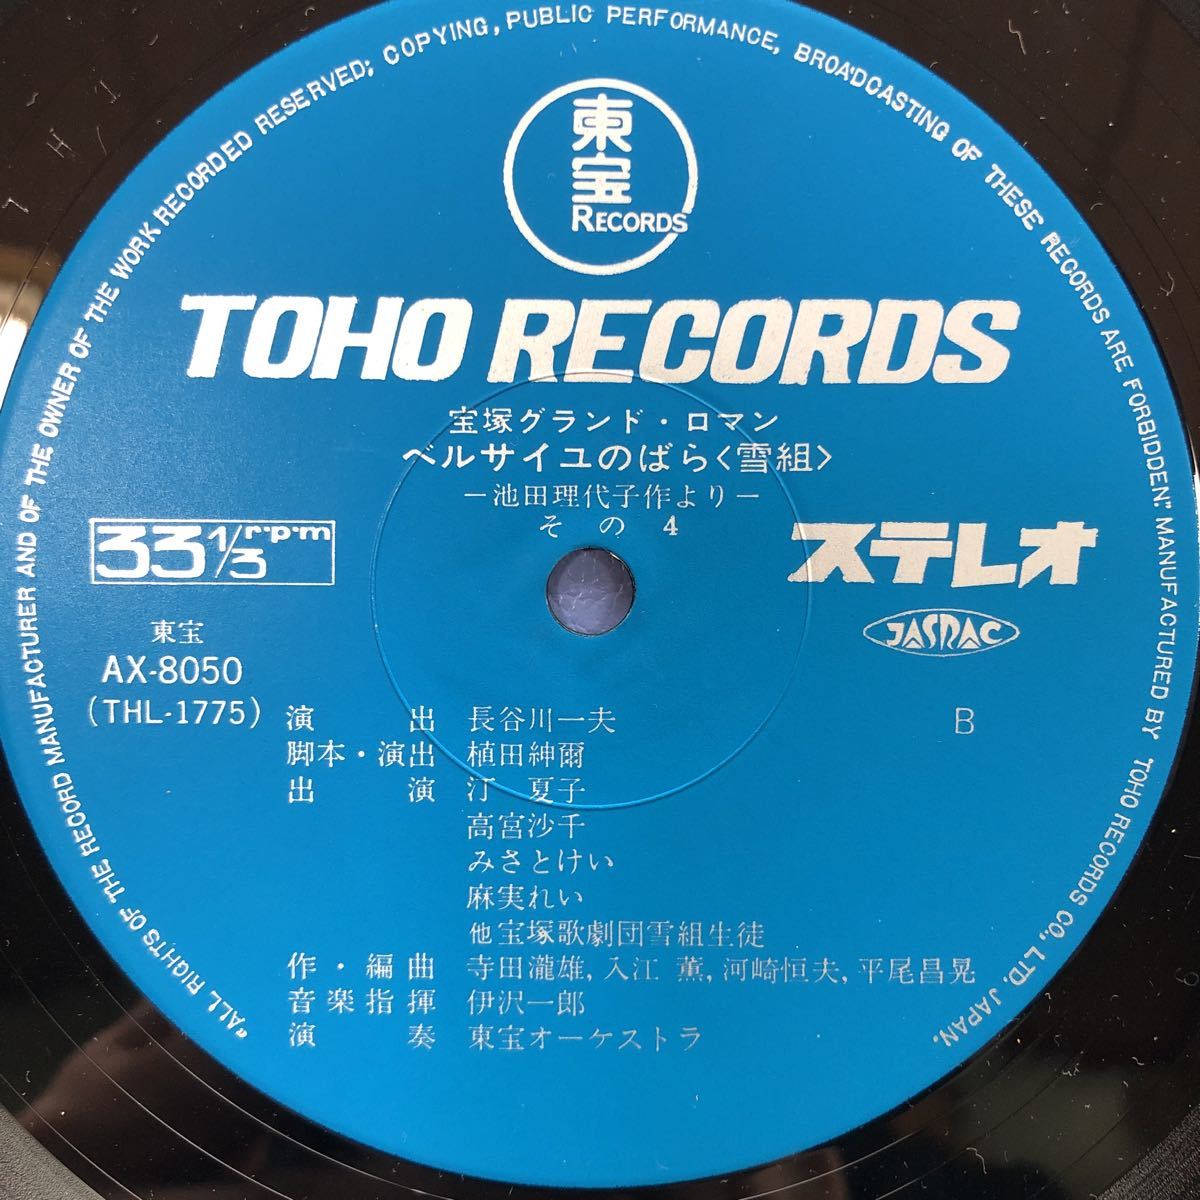 "ALL RIGHTS OF THE RECORD MANUFACTURER AND OF THE OWNER OF THE WORK RECORDED RESERVED; COPYING, PUBLIC PERFORMANCE, BROADCASTING OF THESE RECORDS ARE FORBIDDEN." MANUFACTURED BY TOHO RECORDS CO., LTD. JAPAN.
東宝
RECORDS
TOHO RECORDS
宝塚グランド・ロマン
ベルサイユのばら〈雪組〉
－池田理代子作より－
その4
33 1/3 r・p・m
ステレオ
JASRAC
東宝
AX-8050
(THL-1775)
B
演出 長谷川一夫
脚本・演出 植田紳爾
出演 汀 夏子
高宮沙千
みさとけい
麻実れい
他宝塚歌劇団雪組生徒
作・編曲 寺田瀧雄, 入江 薫, 河崎恒夫, 平尾昌晃
音楽指揮 伊沢一郎
演奏 東宝オーケストラ